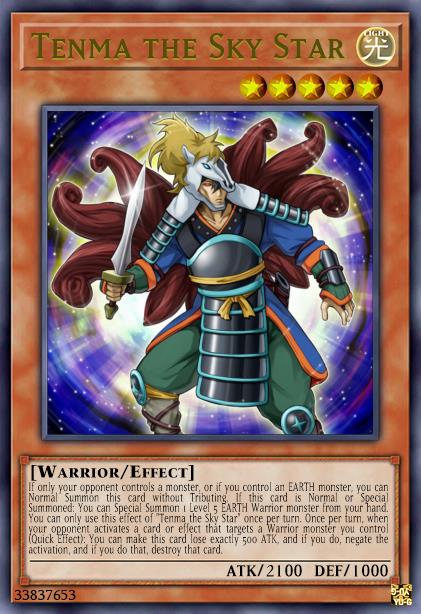 TENMA THE SKY STAR
LIGHT
光
[WARRIOR/EFFECT]
If only your opponent controls a monster, or if you control an EARTH monster, you can
Normal Summon this card without Tributing. If this card is Normal or Special
Summoned: You can Special Summon 1 Level 5 EARTH Warrior monster from your hand.
You can only use this effect of "Tenma the Sky Star" once per turn. Once per turn, when
your opponent activates a card or effect that targets a Warrior monster you control
(Quick Effect): You can make this card lose exactly 500 ATK, and if you do, negate the
activation, and if you do that, destroy that card.
ATK/2100 DEF/1000
33837653